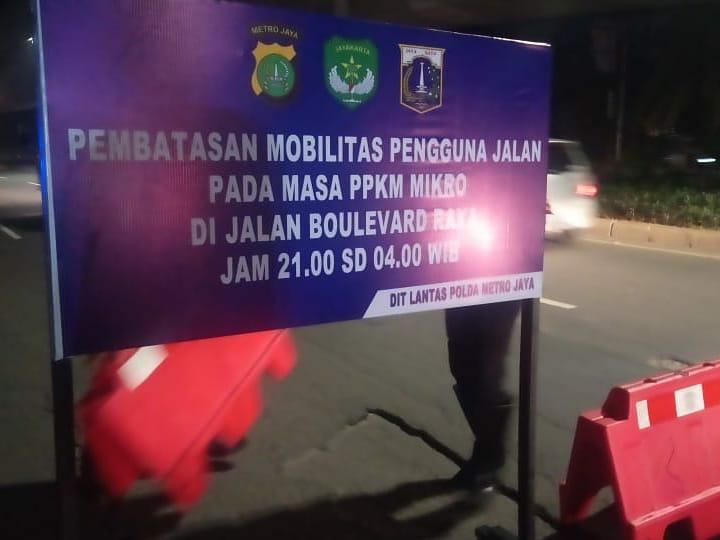 METRO JAYA
JAYAKARTA
JAYA RAYA
PEMBATASAN MOBILITAS PENGGUNA JALAN
PADA MASA PPKM MIKRO
DI JALAN BOULEVARD RAYA
JAM 21.00 SD 04.00 WIB
DIT LANTAS POLDA METRO JAYA